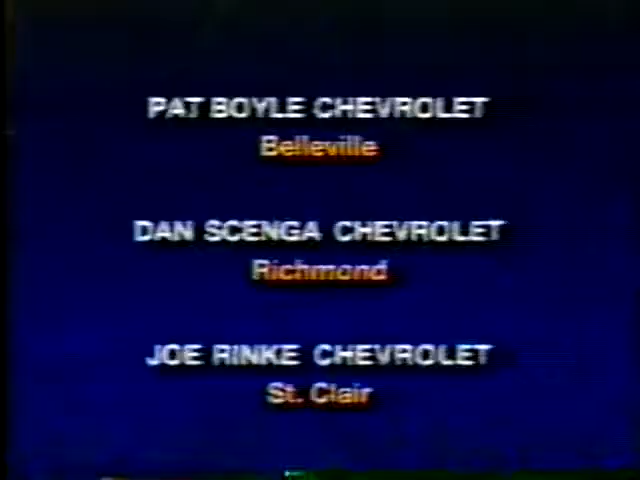 PAT BOYLE CHEVROLET
Belleville
DAN SCENGA CHEVROLET
Richmond
JOE RINKE CHEVROLET
St. Clair